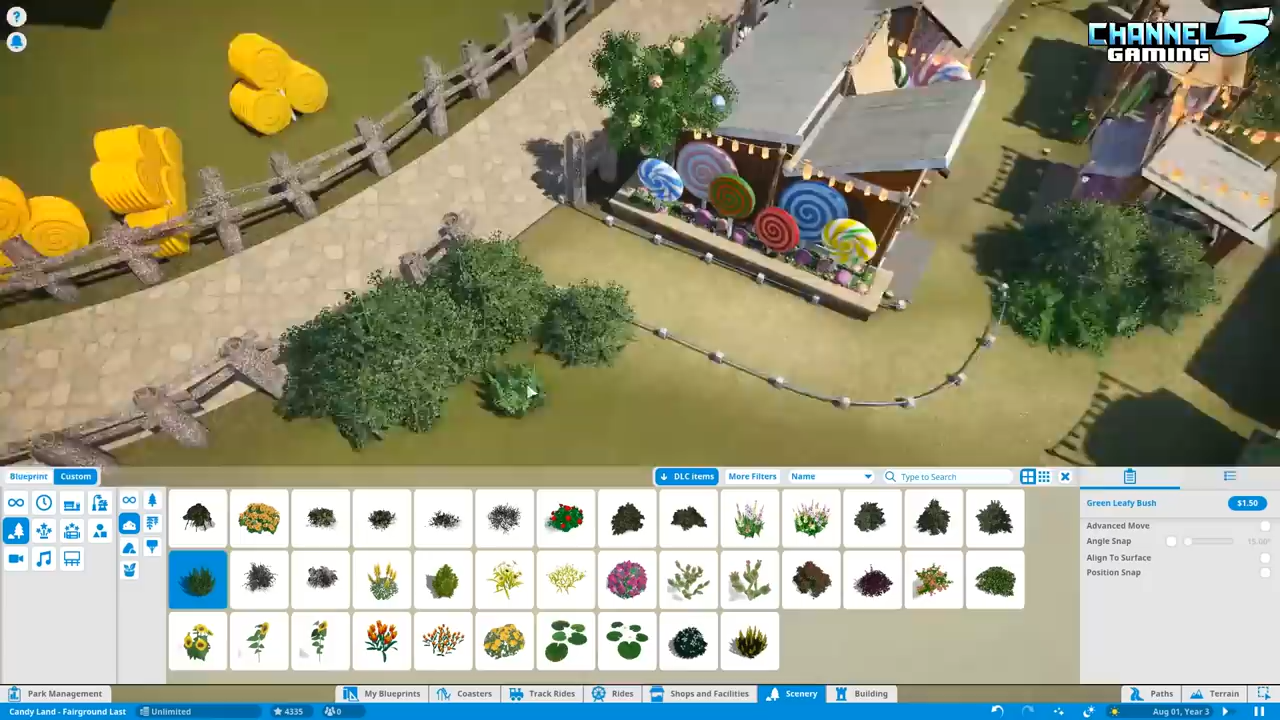 ?
CHANNEL 5
GAMING
Blueprint
Custom
DLC items
More Filters
Name
Type to Search
Green Leafy Bush
$1.50
Advanced Move
Angle Snap
15.00°
Align To Surface
Position Snap
Park Management
My Blueprints
Coasters
Track Rides
Rides
Shops and Facilities
Scenery
Building
Paths
Terrain
Candy Land - Fairground Last
Unlimited
4335
0
Aug 01, Year 3